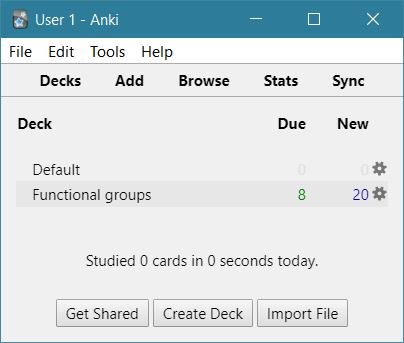 User 1 - Anki
File Edit Tools Help
Decks Add Browse Stats Sync
Deck Due New
Default 0 0
Functional groups 8 20
Studied 0 cards in 0 seconds today.
Get Shared Create Deck Import File